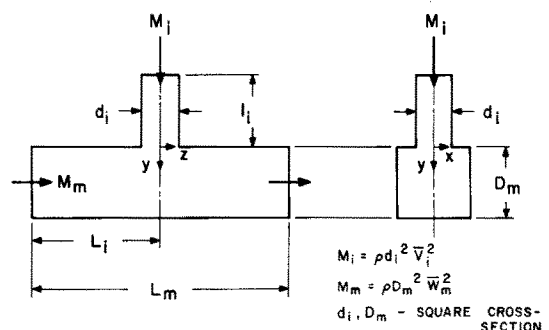 M_i
M_i
d_i
l_i
d_i
y
z
y
x
M_m
D_m
L_i
L_m
M_i = ρd_i² V̅_i²
M_m = ρD_m² W̅_m²
d_i, D_m - SQUARE CROSS-
SECTION